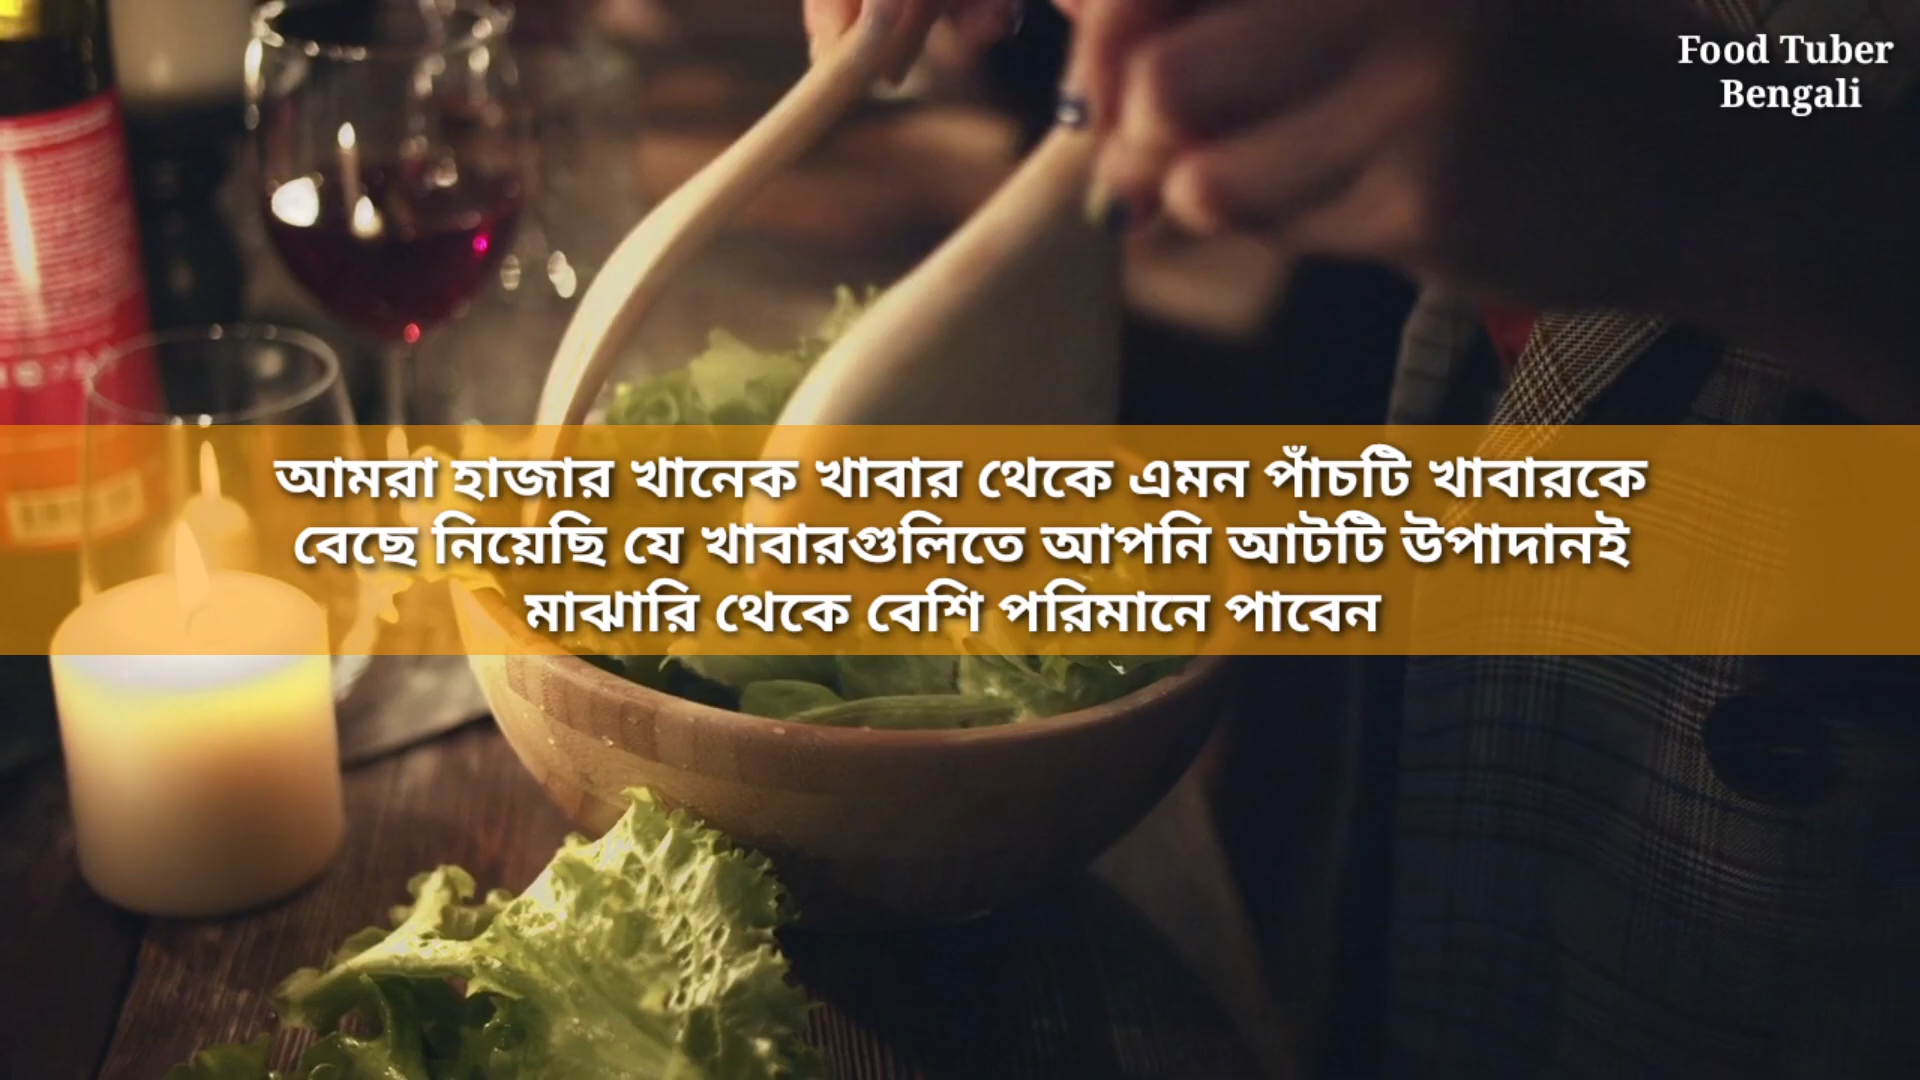 Food Tuber
Bengali
আমরা হাজার খানেক খাবার থেকে এমন পাঁচটি খাবারকে
বেছে নিয়েছি যে খাবারগুলিতে আপনি আটটি উপাদানই
মাঝারি থেকে বেশি পরিমানে পাবেন